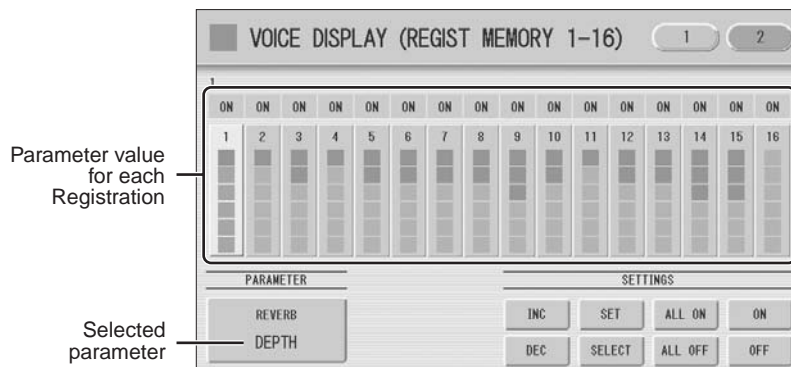 VOICE DISPLAY (REGIST MEMORY 1-16) 1 2
1
ON ON ON ON ON ON ON ON ON ON ON ON ON ON ON ON
1 2 3 4 5 6 7 8 9 10 11 12 13 14 15 16
Parameter value
for each
Registration
PARAMETER SETTINGS
REVERB
DEPTH
INC SET ALL ON ON
DEC SELECT ALL OFF OFF
Selected
parameter